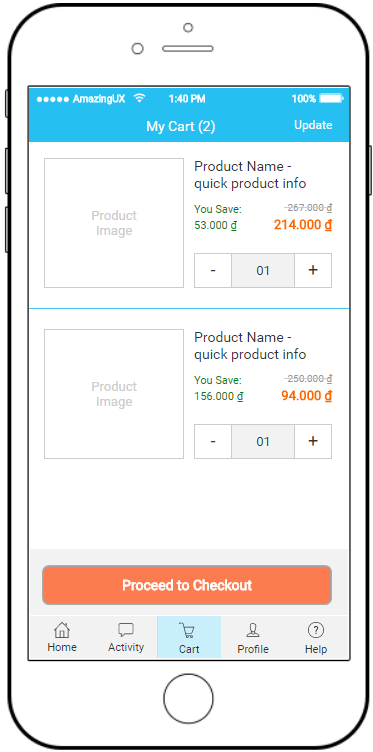 AmazingUX 1:40 PM 100%
My Cart (2) Update
Product Image
Product Name -
quick product info
You Save: 267.000 ₫
53.000 ₫ 214.000 ₫
- 01 +
Product Image
Product Name -
quick product info
You Save: 250.000 ₫
156.000 ₫ 94.000 ₫
- 01 +
Proceed to Checkout
Home Activity Cart Profile Help